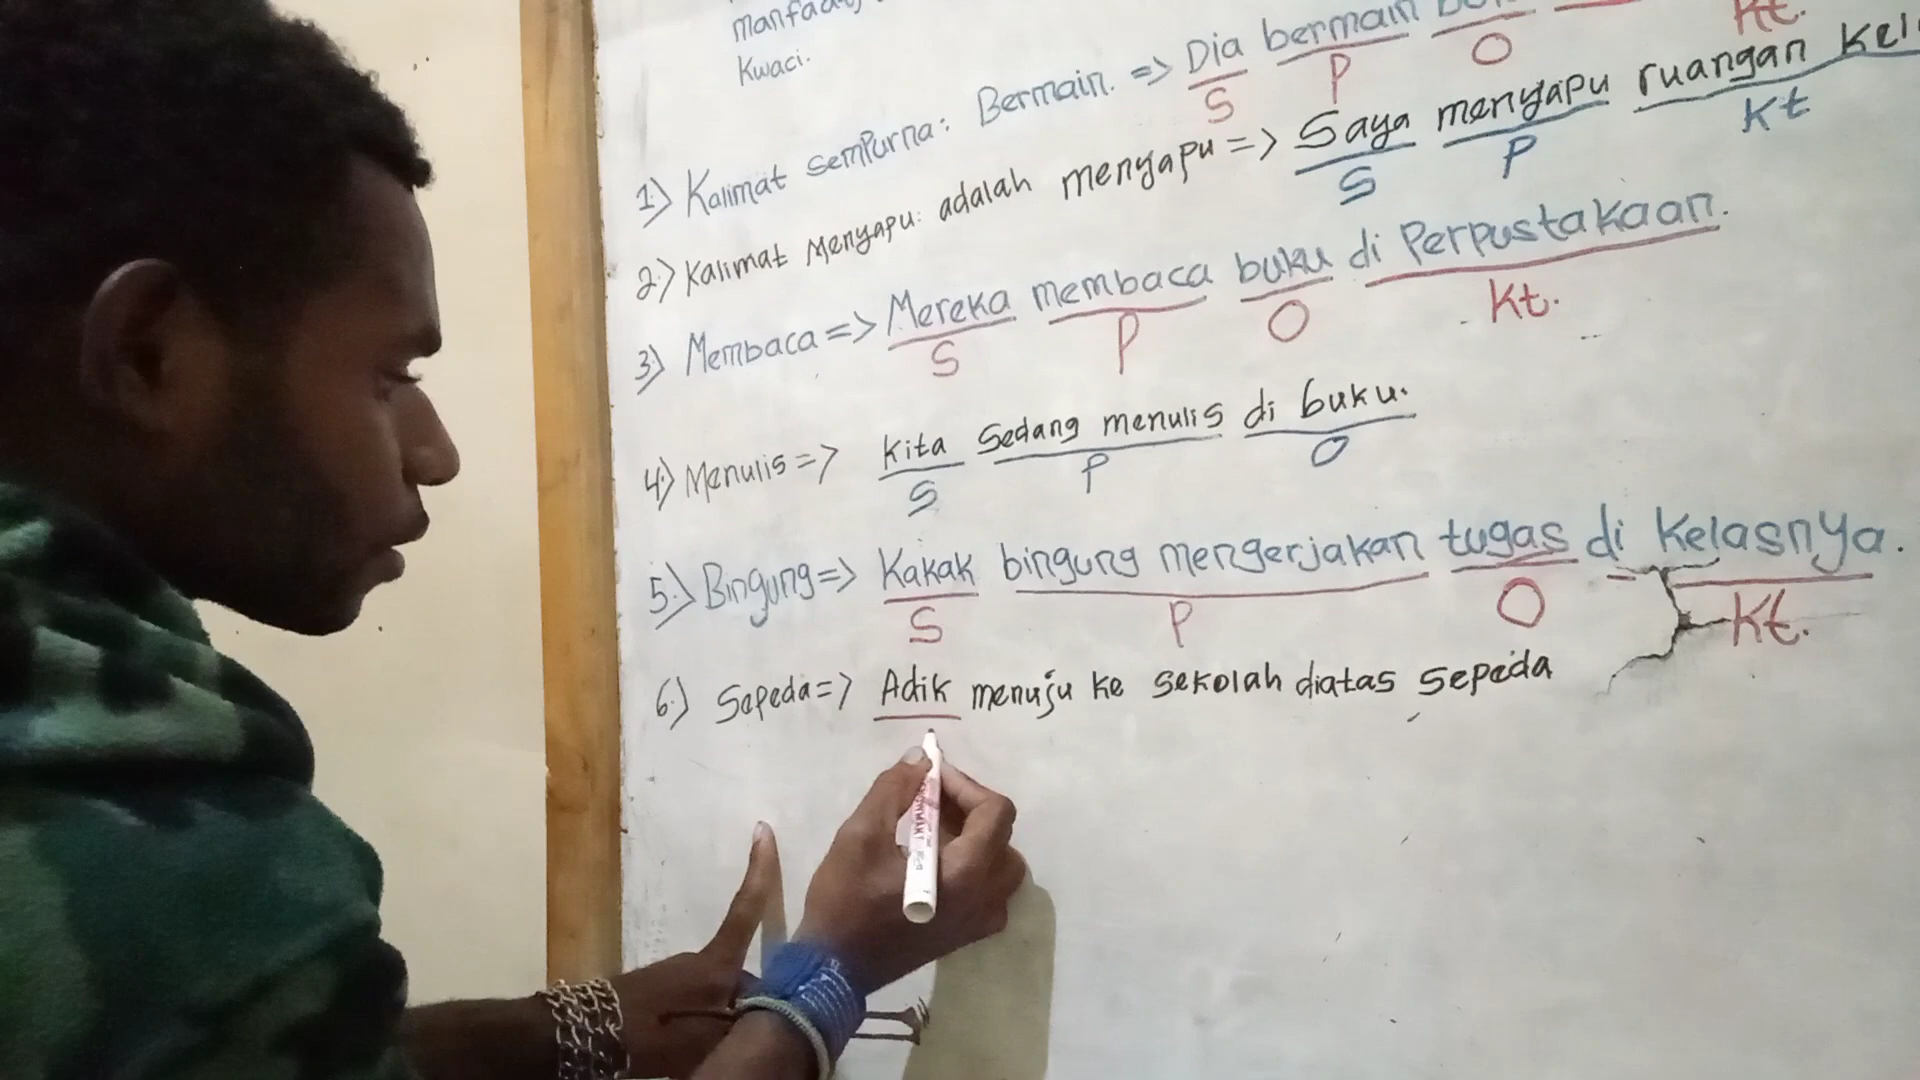 manfaat
Kwaci.
1) Kalimat semPurna: Bermain. => Dia bermain
S P O Kt.
2.) Kalimat Menyapu: adalah menyapu => Saya menyapu ruangan
S P Kt
3) Membaca => Mereka membaca buku di Perpustakaan.
S P O Kt.
4) Menulis => Kita Sedang menulis di buku.
S P O
5.) Bingung => Kakak bingung mengerjakan tugas di Kelasnya.
S P O Kt.
6.) Sepeda => Adik menuju ke sekolah diatas sepeda